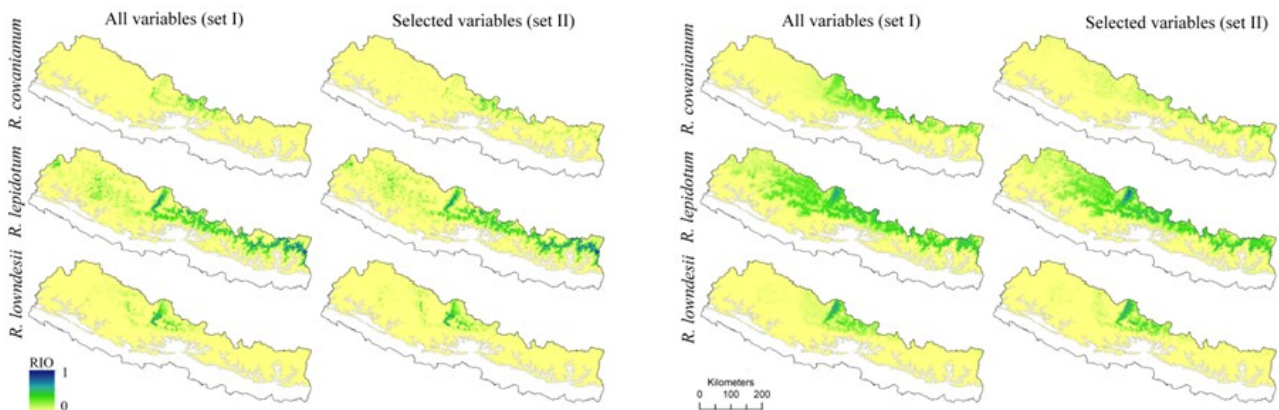 All variables (set I)
Selected variables (set II)
R. cowanianum
R. lepidotum
R. lowndesii
RIO
1
0
All variables (set I)
Selected variables (set II)
R. cowanianum
R. lepidotum
R. lowndesii
Kilometers
0 100 200